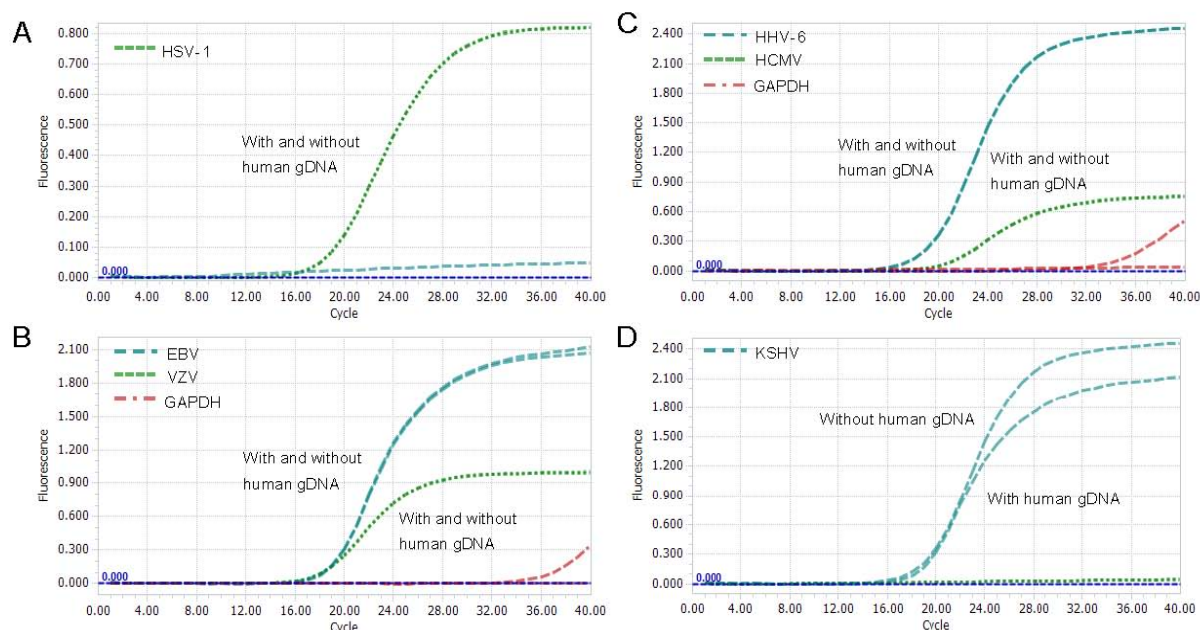 A
HSV-1
0.800
0.700
0.600
0.500
0.400
0.300
0.200
0.100
0.000
Fluorescence
With and without
human gDNA
0.000
0.00 4.00 8.00 12.00 16.00 20.00 24.00 28.00 32.00 36.00 40.00
Cycle
B
EBV
VZV
GAPDH
2.100
1.800
1.500
1.200
0.900
0.600
0.300
0.000
Fluorescence
With and without
human gDNA
With and without
human gDNA
0.000
0.00 4.00 8.00 12.00 16.00 20.00 24.00 28.00 32.00 36.00 40.00
Cycle
C
HHV-6
HCMV
GAPDH
2.400
2.100
1.800
1.500
1.200
0.900
0.600
0.300
0.000
Fluorescence
With and without
human gDNA
With and without
human gDNA
0.000
0.00 4.00 8.00 12.00 16.00 20.00 24.00 28.00 32.00 36.00 40.00
Cycle
D
KSHV
2.400
2.100
1.800
1.500
1.200
0.900
0.600
0.300
0.000
Fluorescence
Without human gDNA
With human gDNA
0.000
0.00 4.00 8.00 12.00 16.00 20.00 24.00 28.00 32.00 36.00 40.00
Cycle